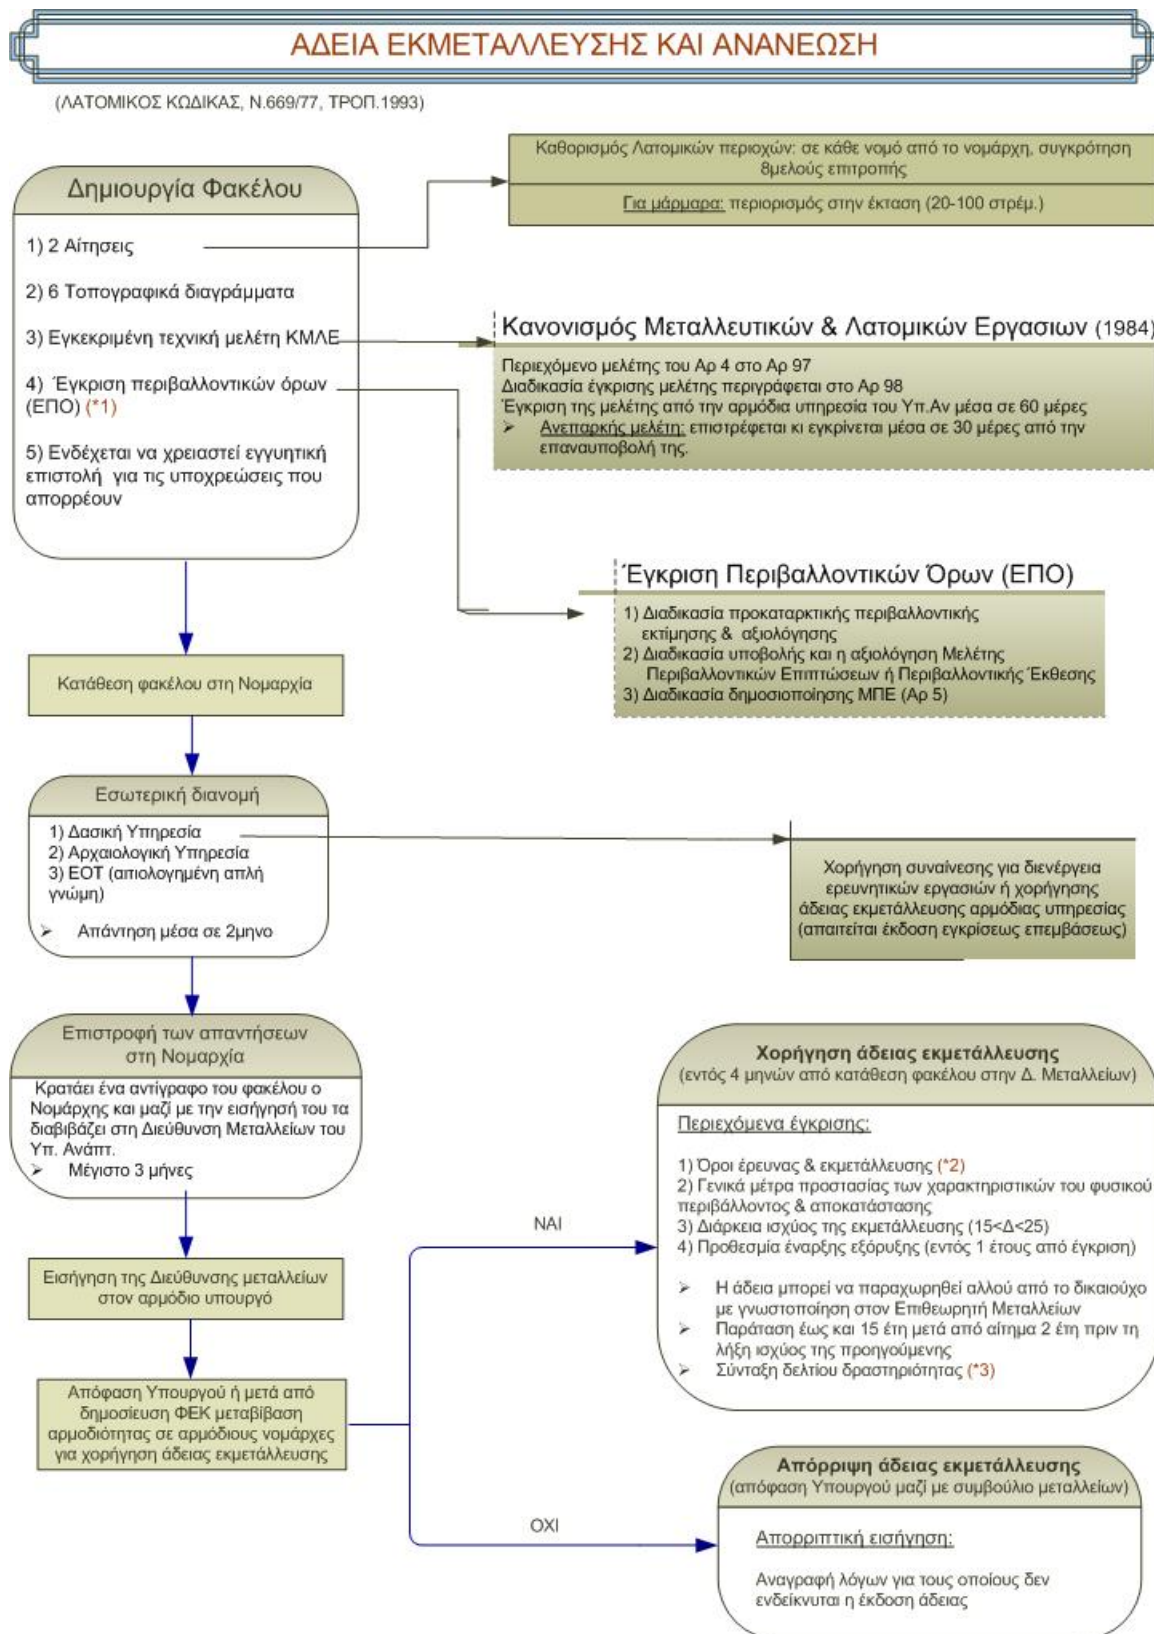 ΑΔΕΙΑ ΕΚΜΕΤΑΛΛΕΥΣΗΣ ΚΑΙ ΑΝΑΝΕΩΣΗ
(ΛΑΤΟΜΙΚΟΣ ΚΩΔΙΚΑΣ, Ν.669/77, ΤΡΟΠ.1993)
Δημιουργία Φακέλου
1) 2 Αίτησεις
2) 6 Τοπογραφικά διαγράμματα
3) Εγκεκριμένη τεχνική μελέτη ΚΜΛΕ
4) Έγκριση περιβαλλοντικών όρων
(ΕΠΟ) (*1)
5) Ενδέχεται να χρειαστεί εγγυητική
επιστολή για τις υποχρεώσεις που
απορρέουν
Καθορισμός Λατομικών περιοχών: σε κάθε νομό από το νομάρχη, συγκρότηση
8μελούς επιτροπής
Για μάρμαρα: περιορισμός στην έκταση (20-100 στρέμ.)
Κανονισμός Μεταλλευτικών & Λατομικών Εργασιων (1984)
Περιεχόμενο μελέτης του Αρ 4 στο Αρ 97
Διαδικασία έγκρισης μελέτης περιγράφεται στο Αρ 98
Έγκριση της μελέτης από την αρμόδια υπηρεσία του Υπ.Αν μέσα σε 60 μέρες
➢ Ανεπαρκής μελέτη: επιστρέφεται κι εγκρίνεται μέσα σε 30 μέρες από την
επαναυποβολή της.
Έγκριση Περιβαλλοντικών Όρων (ΕΠΟ)
1) Διαδικασία προκαταρκτικής περιβαλλοντικής
εκτίμησης & αξιολόγησης
2) Διαδικασία υποβολής και η αξιολόγηση Μελέτης
Περιβαλλοντικών Επιπτώσεων ή Περιβαλλοντικής Έκθεσης
3) Διαδικασία δημοσιοποίησης ΜΠΕ (Αρ 5)
Κατάθεση φακέλου στη Νομαρχία
Εσωτερική διανομή
1) Δασική Υπηρεσία
2) Αρχαιολογική Υπηρεσία
3) ΕΟΤ (αιτιολογημένη απλή
γνώμη)
➢ Απάντηση μέσα σε 2μηνο
Χορήγηση συναίνεσης για διενέργεια
ερευνητικών εργασιών ή χορήγησης
άδειας εκμετάλλευσης αρμόδιας υπηρεσίας
(απαιτείται έκδοση εγκρίσεως επεμβάσεως)
Επιστροφή των απαντήσεων
στη Νομαρχία
Κρατάει ένα αντίγραφο του φακέλου ο
Νομάρχης και μαζί με την εισήγησή του τα
διαβιβάζει στη Διεύθυνση Μεταλλείων του
Υπ. Ανάπτ.
➢ Μέγιστο 3 μήνες
Εισήγηση της Διεύθυνσης μεταλλείων
στον αρμόδιο υπουργό
Απόφαση Υπουργού ή μετά από
δημοσίευση ΦΕΚ μεταβίβαση
αρμοδιότητας σε αρμόδιους νομάρχες
για χορήγηση άδειας εκμετάλλευσης
ΝΑΙ
Χορήγηση άδειας εκμετάλλευσης
(εντός 4 μηνών από κατάθεση φακέλου στην Δ. Μεταλλείων)
Περιεχόμενα έγκρισης:
1) Όροι έρευνας & εκμετάλλευσης (*2)
2) Γενικά μέτρα προστασίας των χαρακτηριστικών του φυσικού
περιβάλλοντος & αποκατάστασης
3) Διάρκεια ισχύος της εκμετάλλευσης (15<Δ<25)
4) Προθεσμία έναρξης εξόρυξης (εντός 1 έτους από έγκριση)
➢ Η άδεια μπορεί να παραχωρηθεί αλλού από το δικαιούχο
με γνωστοποίηση στον Επιθεωρητή Μεταλλείων
➢ Παράταση έως και 15 έτη μετά από αίτημα 2 έτη πριν τη
λήξη ισχύος της προηγούμενης
➢ Σύνταξη δελτίου δραστηριότητας (*3)
ΟΧΙ
Απόρριψη άδειας εκμετάλλευσης
(απόφαση Υπουργού μαζί με συμβούλιο μεταλλείων)
Απορριπτική εισήγηση:
Αναγραφή λόγων για τους οποίους δεν
ενδείκνυται η έκδοση άδειας